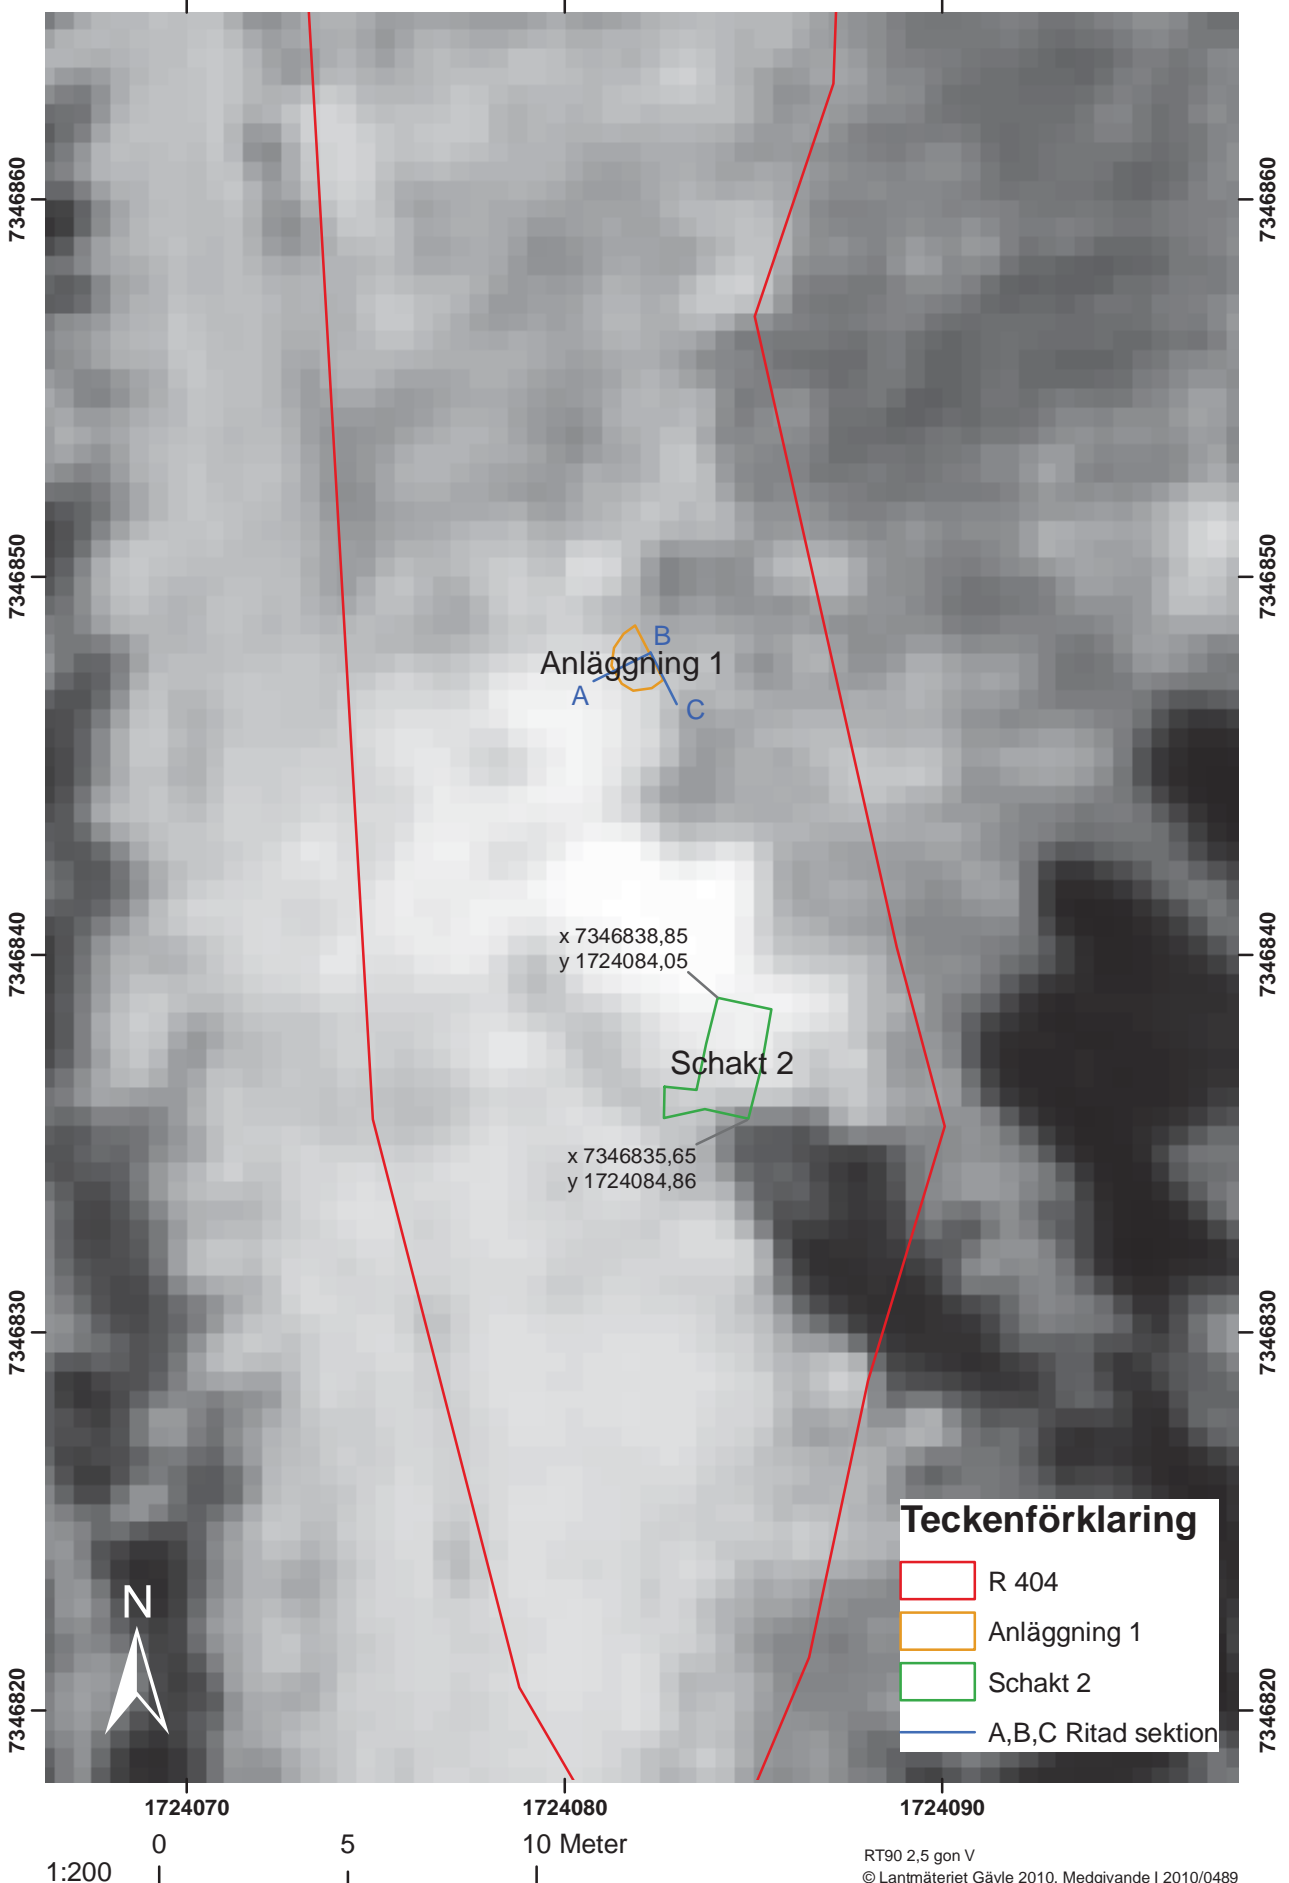 7346860
7346860
7346850
7346850
B
Anläggning 1
A
C
x 7346838,85
y 1724084,05
7346840
7346840
Schakt 2
x 7346835,65
y 1724084,86
7346830
7346830
Teckenförklaring
R 404
Anläggning 1
Schakt 2
A,B,C Ritad sektion
N
7346820
7346820
1724070
1724080
1724090
0
5
10 Meter
1:200
RT90 2,5 gon V
© Lantmäteriet Gävle 2010. Medgivande I 2010/0489